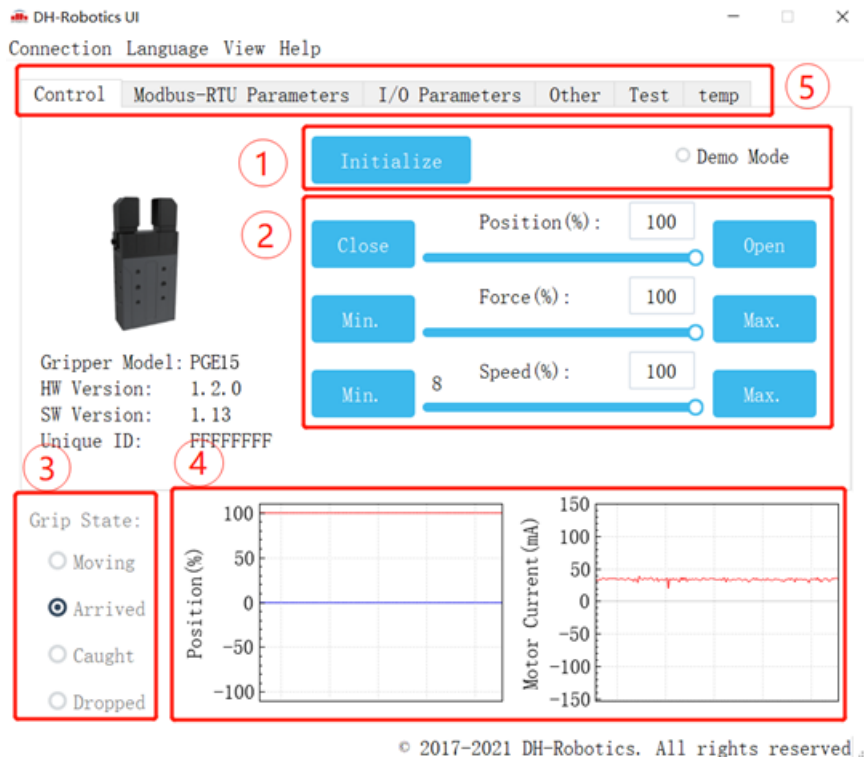 DH-Robotics UI
Connection Language View Help
Control Modbus-RTU Parameters I/O Parameters Other Test temp
5
1
Initialize
Demo Mode
2
Close
Position(%):
100
Open
Min.
Force(%):
100
Max.
Min.
8
Speed(%):
100
Max.
Gripper Model: PGE15
HW Version: 1.2.0
SW Version: 1.13
Unique ID: FFFFFFFF
3
4
Grip State:
Moving
Arrived
Caught
Dropped
Position(%)
100
50
0
-50
-100
Motor Current(mA)
150
100
50
0
-50
-100
-150
© 2017-2021 DH-Robotics. All rights reserved